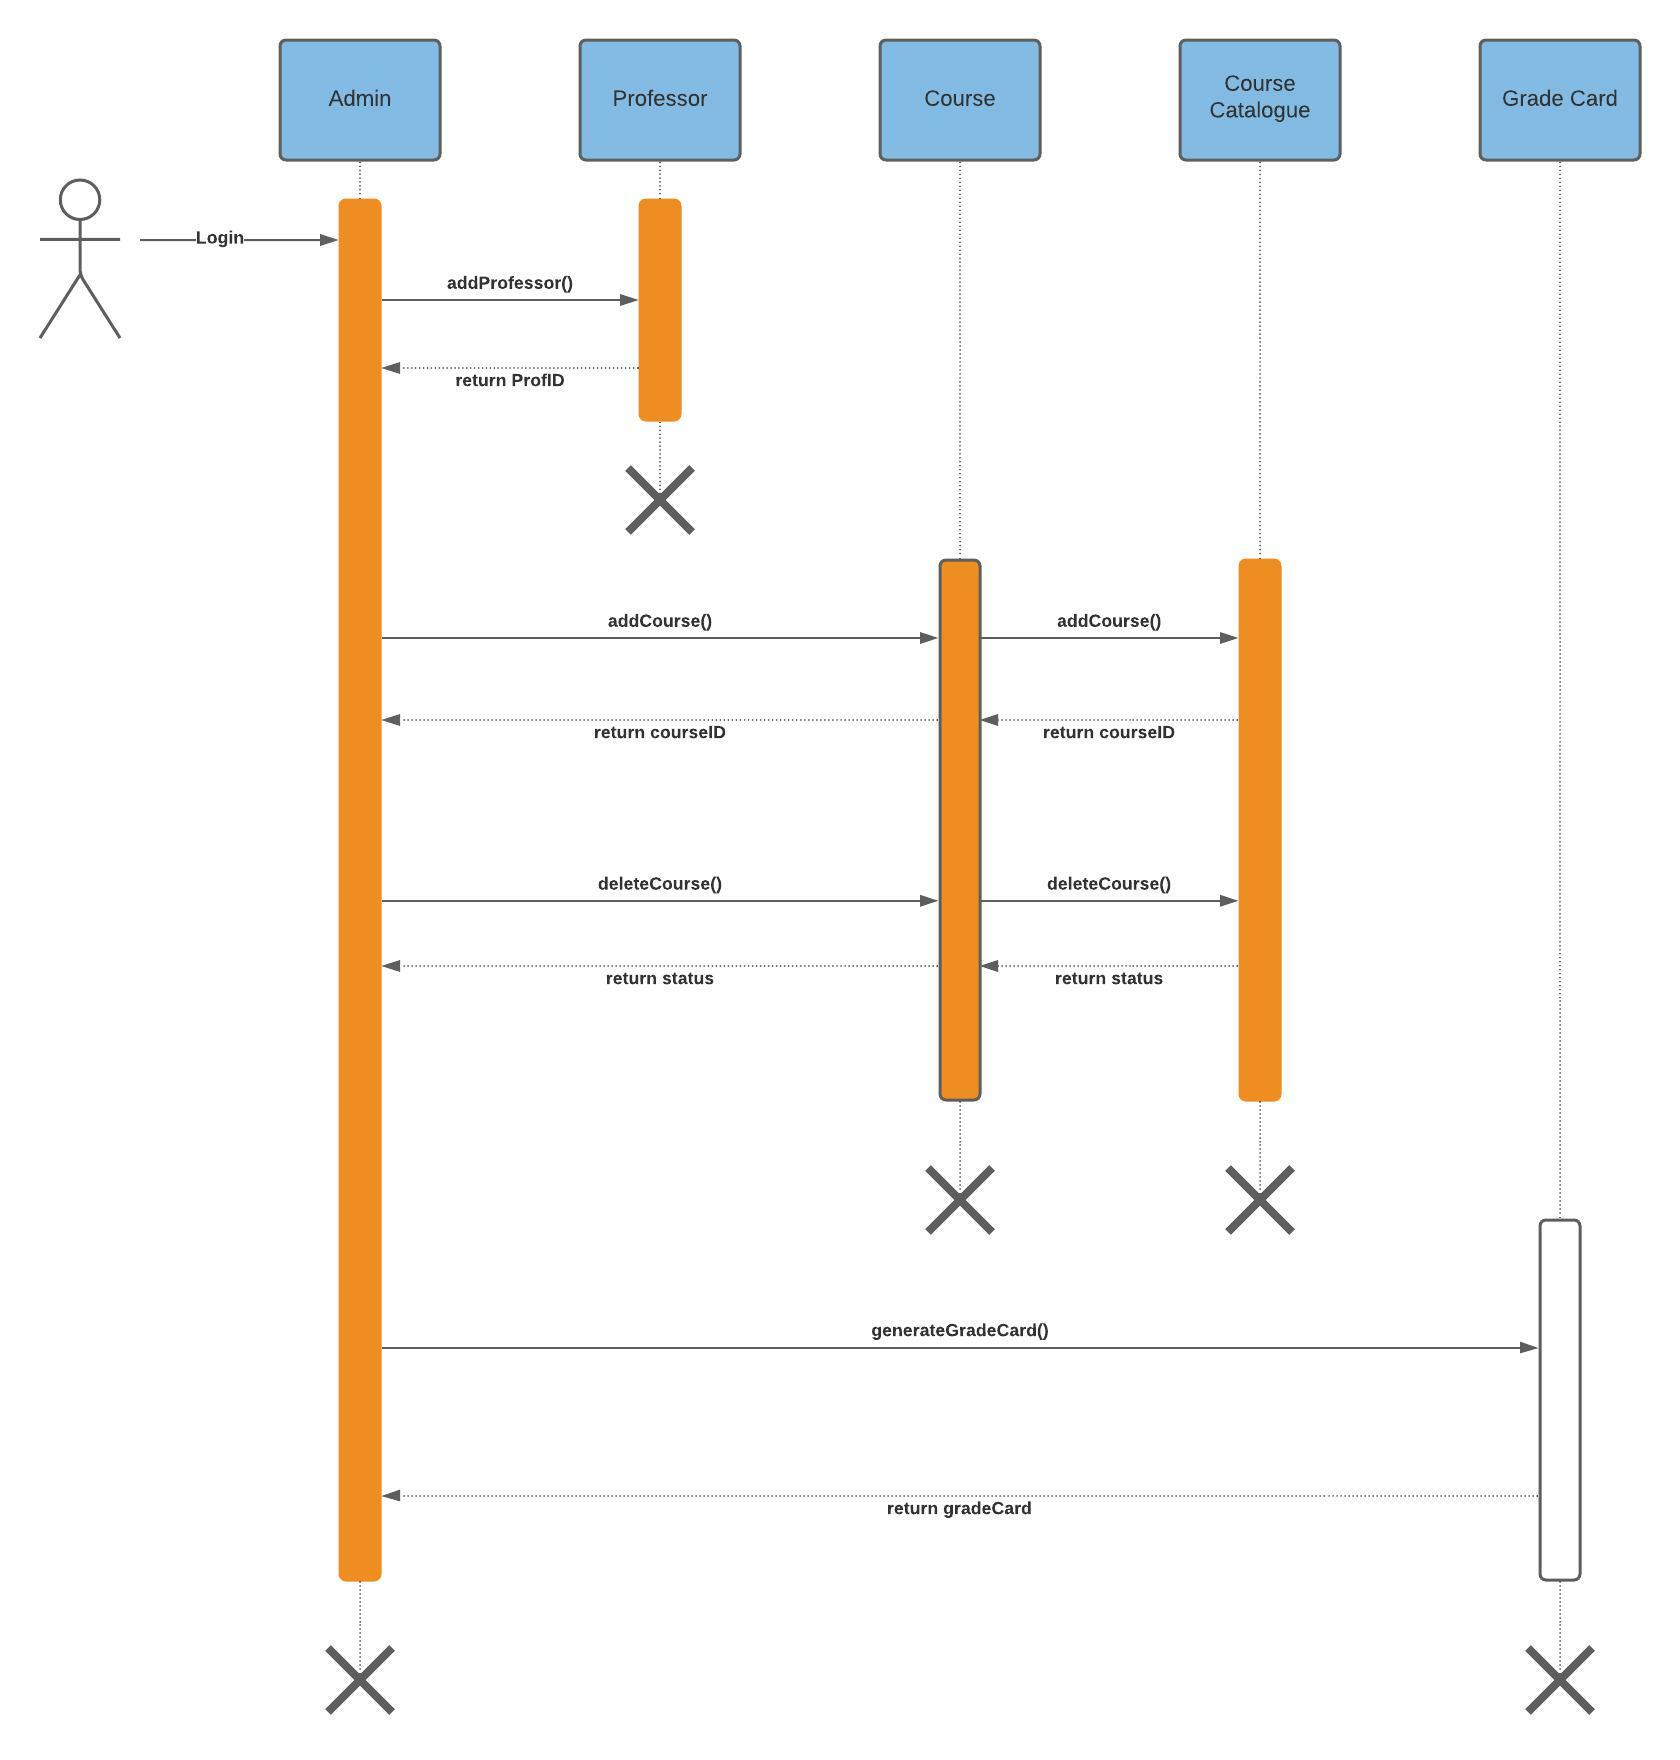 Admin
Professor
Course
Course
Catalogue
Grade Card
Login
addProfessor()
return ProfID
addCourse()
addCourse()
return courseID
return courseID
deleteCourse()
deleteCourse()
return status
return status
generateGradeCard()
return gradeCard